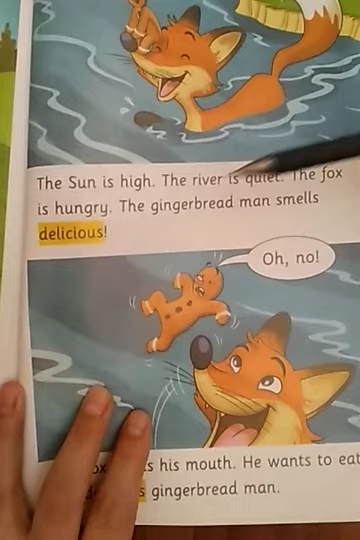 The Sun is high. The river is quiet. The fox
is hungry. The gingerbread man smells
delicious!
Oh, no!
his mouth. He wants to eat
gingerbread man.